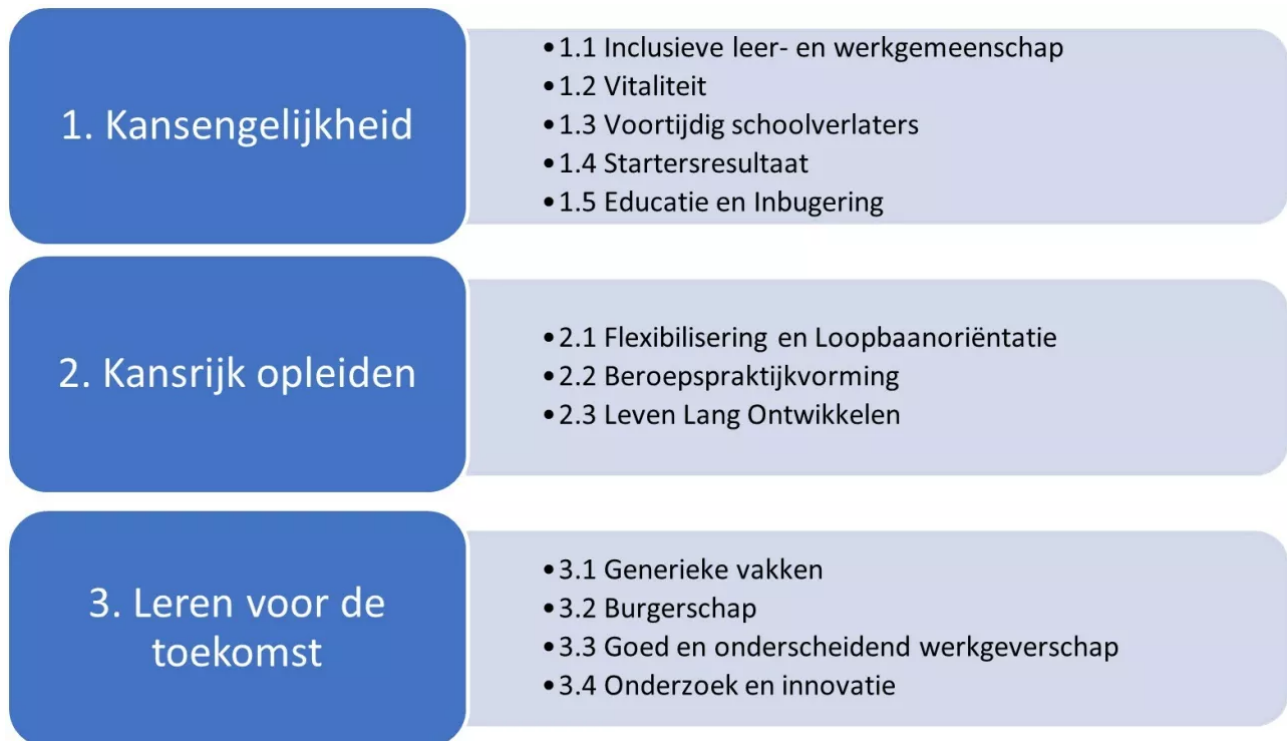 1. Kansengelijkheid
•1.1 Inclusieve leer- en werkgemeenschap
•1.2 Vitaliteit
•1.3 Voortijdig schoolverlaters
•1.4 Startersresultaat
•1.5 Educatie en Inbugering
2. Kansrijk opleiden
•2.1 Flexibilisering en Loopbaanoriëntatie
•2.2 Beroepspraktijkvorming
•2.3 Leven Lang Ontwikkelen
3. Leren voor de
toekomst
•3.1 Generieke vakken
•3.2 Burgerschap
•3.3 Goed en onderscheidend werkgeverschap
•3.4 Onderzoek en innovatie